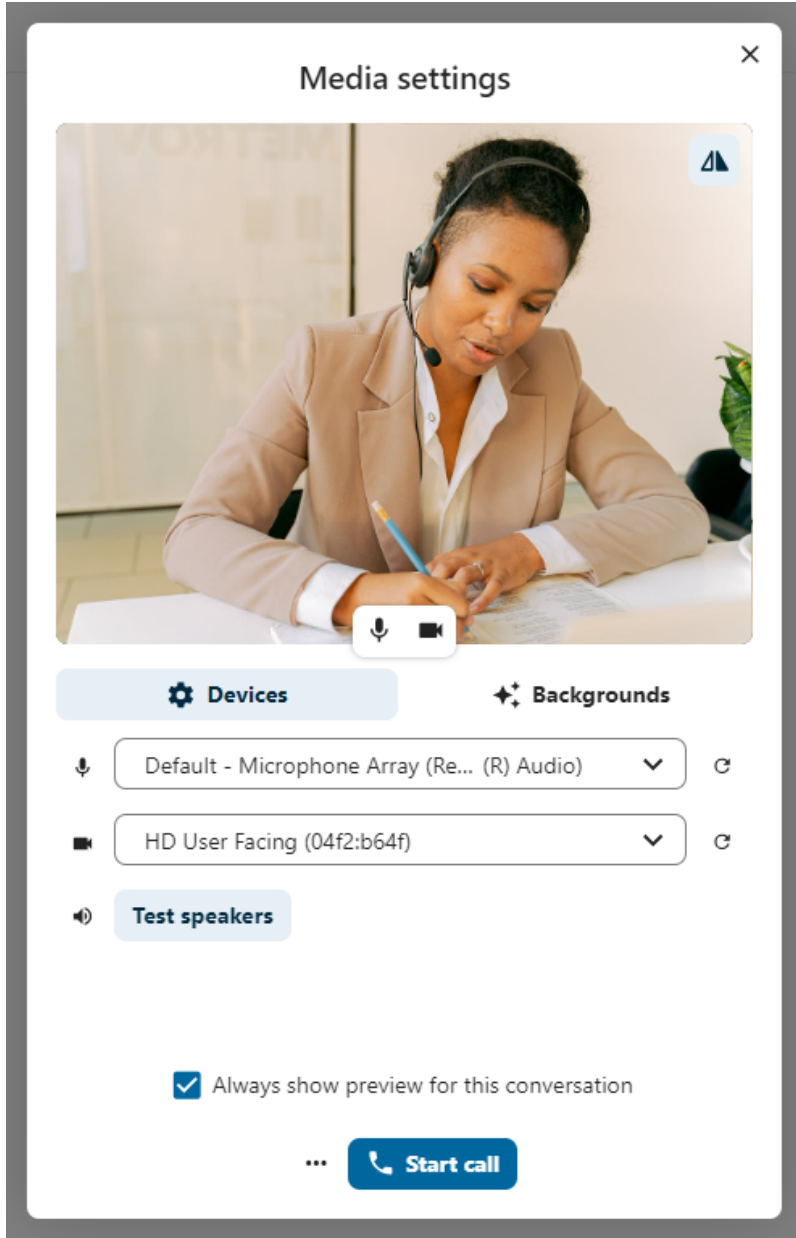 Media settings
Devices
Backgrounds
Default - Microphone Array (Re... (R) Audio)
HD User Facing (04f2:b64f)
Test speakers
Always show preview for this conversation
... Start call